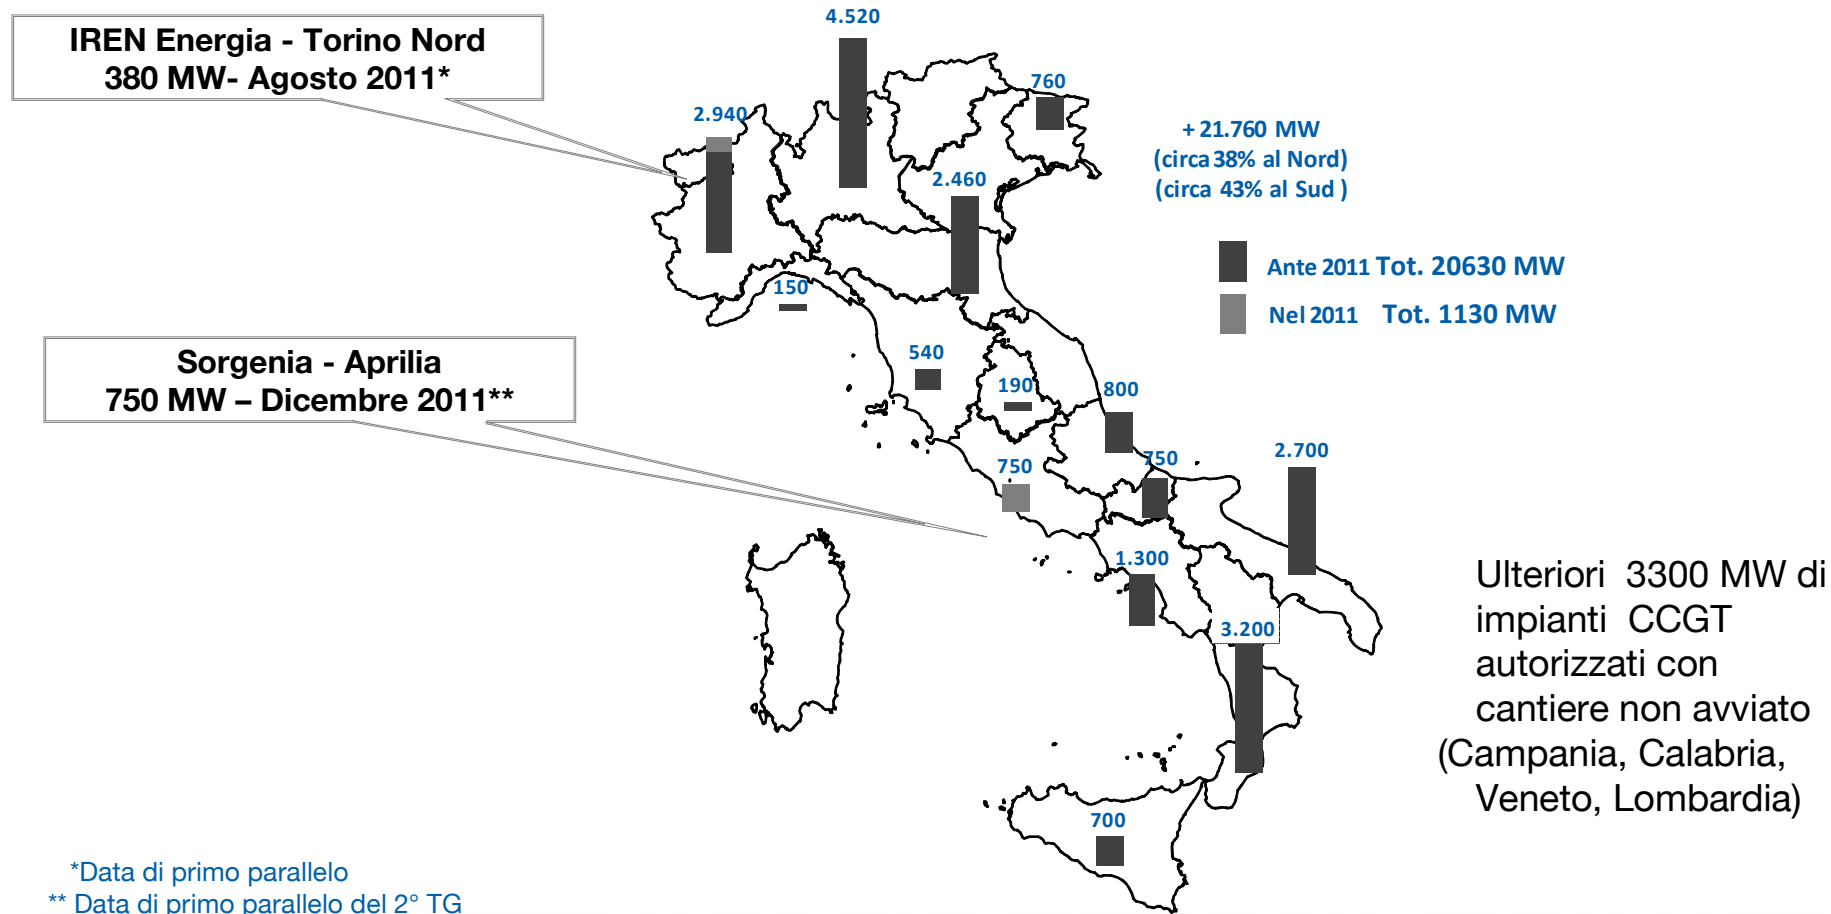 4.520
IREN Energia - Torino Nord
380 MW- Agosto 2011*
760
2.940
+ 21.760 MW
(circa 38% al Nord)
(circa 43% al Sud )
2.460
Ante 2011 Tot. 20630 MW
150
Nel 2011 Tot. 1130 MW
Sorgenia - Aprilia
750 MW – Dicembre 2011**
540
190
800
750
750
2.700
1.300
Ulteriori 3300 MW di
impianti CCGT
autorizzati con
cantiere non avviato
(Campania, Calabria,
Veneto, Lombardia)
3.200
700
*Data di primo parallelo
** Data di primo parallelo del 2° TG